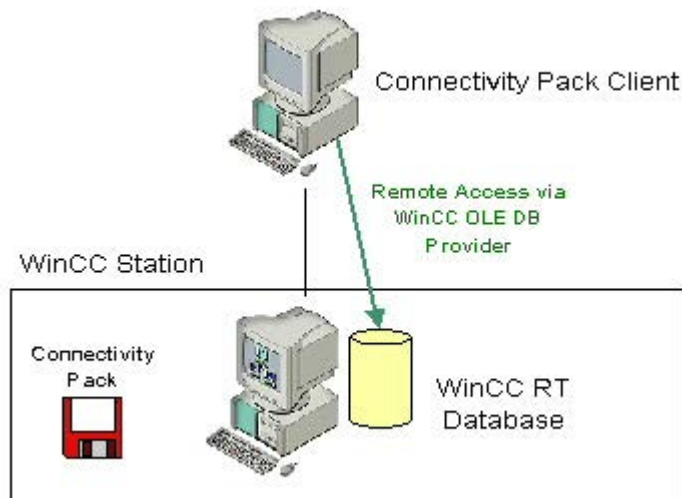 Connectivity Pack Client
Remote Access via
WinCC OLE DB
Provider
WinCC Station
Connectivity
Pack
WinCC RT
Database